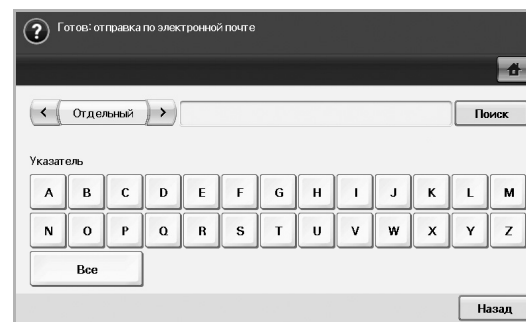 ? Готов: отправка по электронной почте
< Отдельный > Поиск
Указатель
A B C D E F G H I J K L M
N O P Q R S T U V W X Y Z
Все
Назад